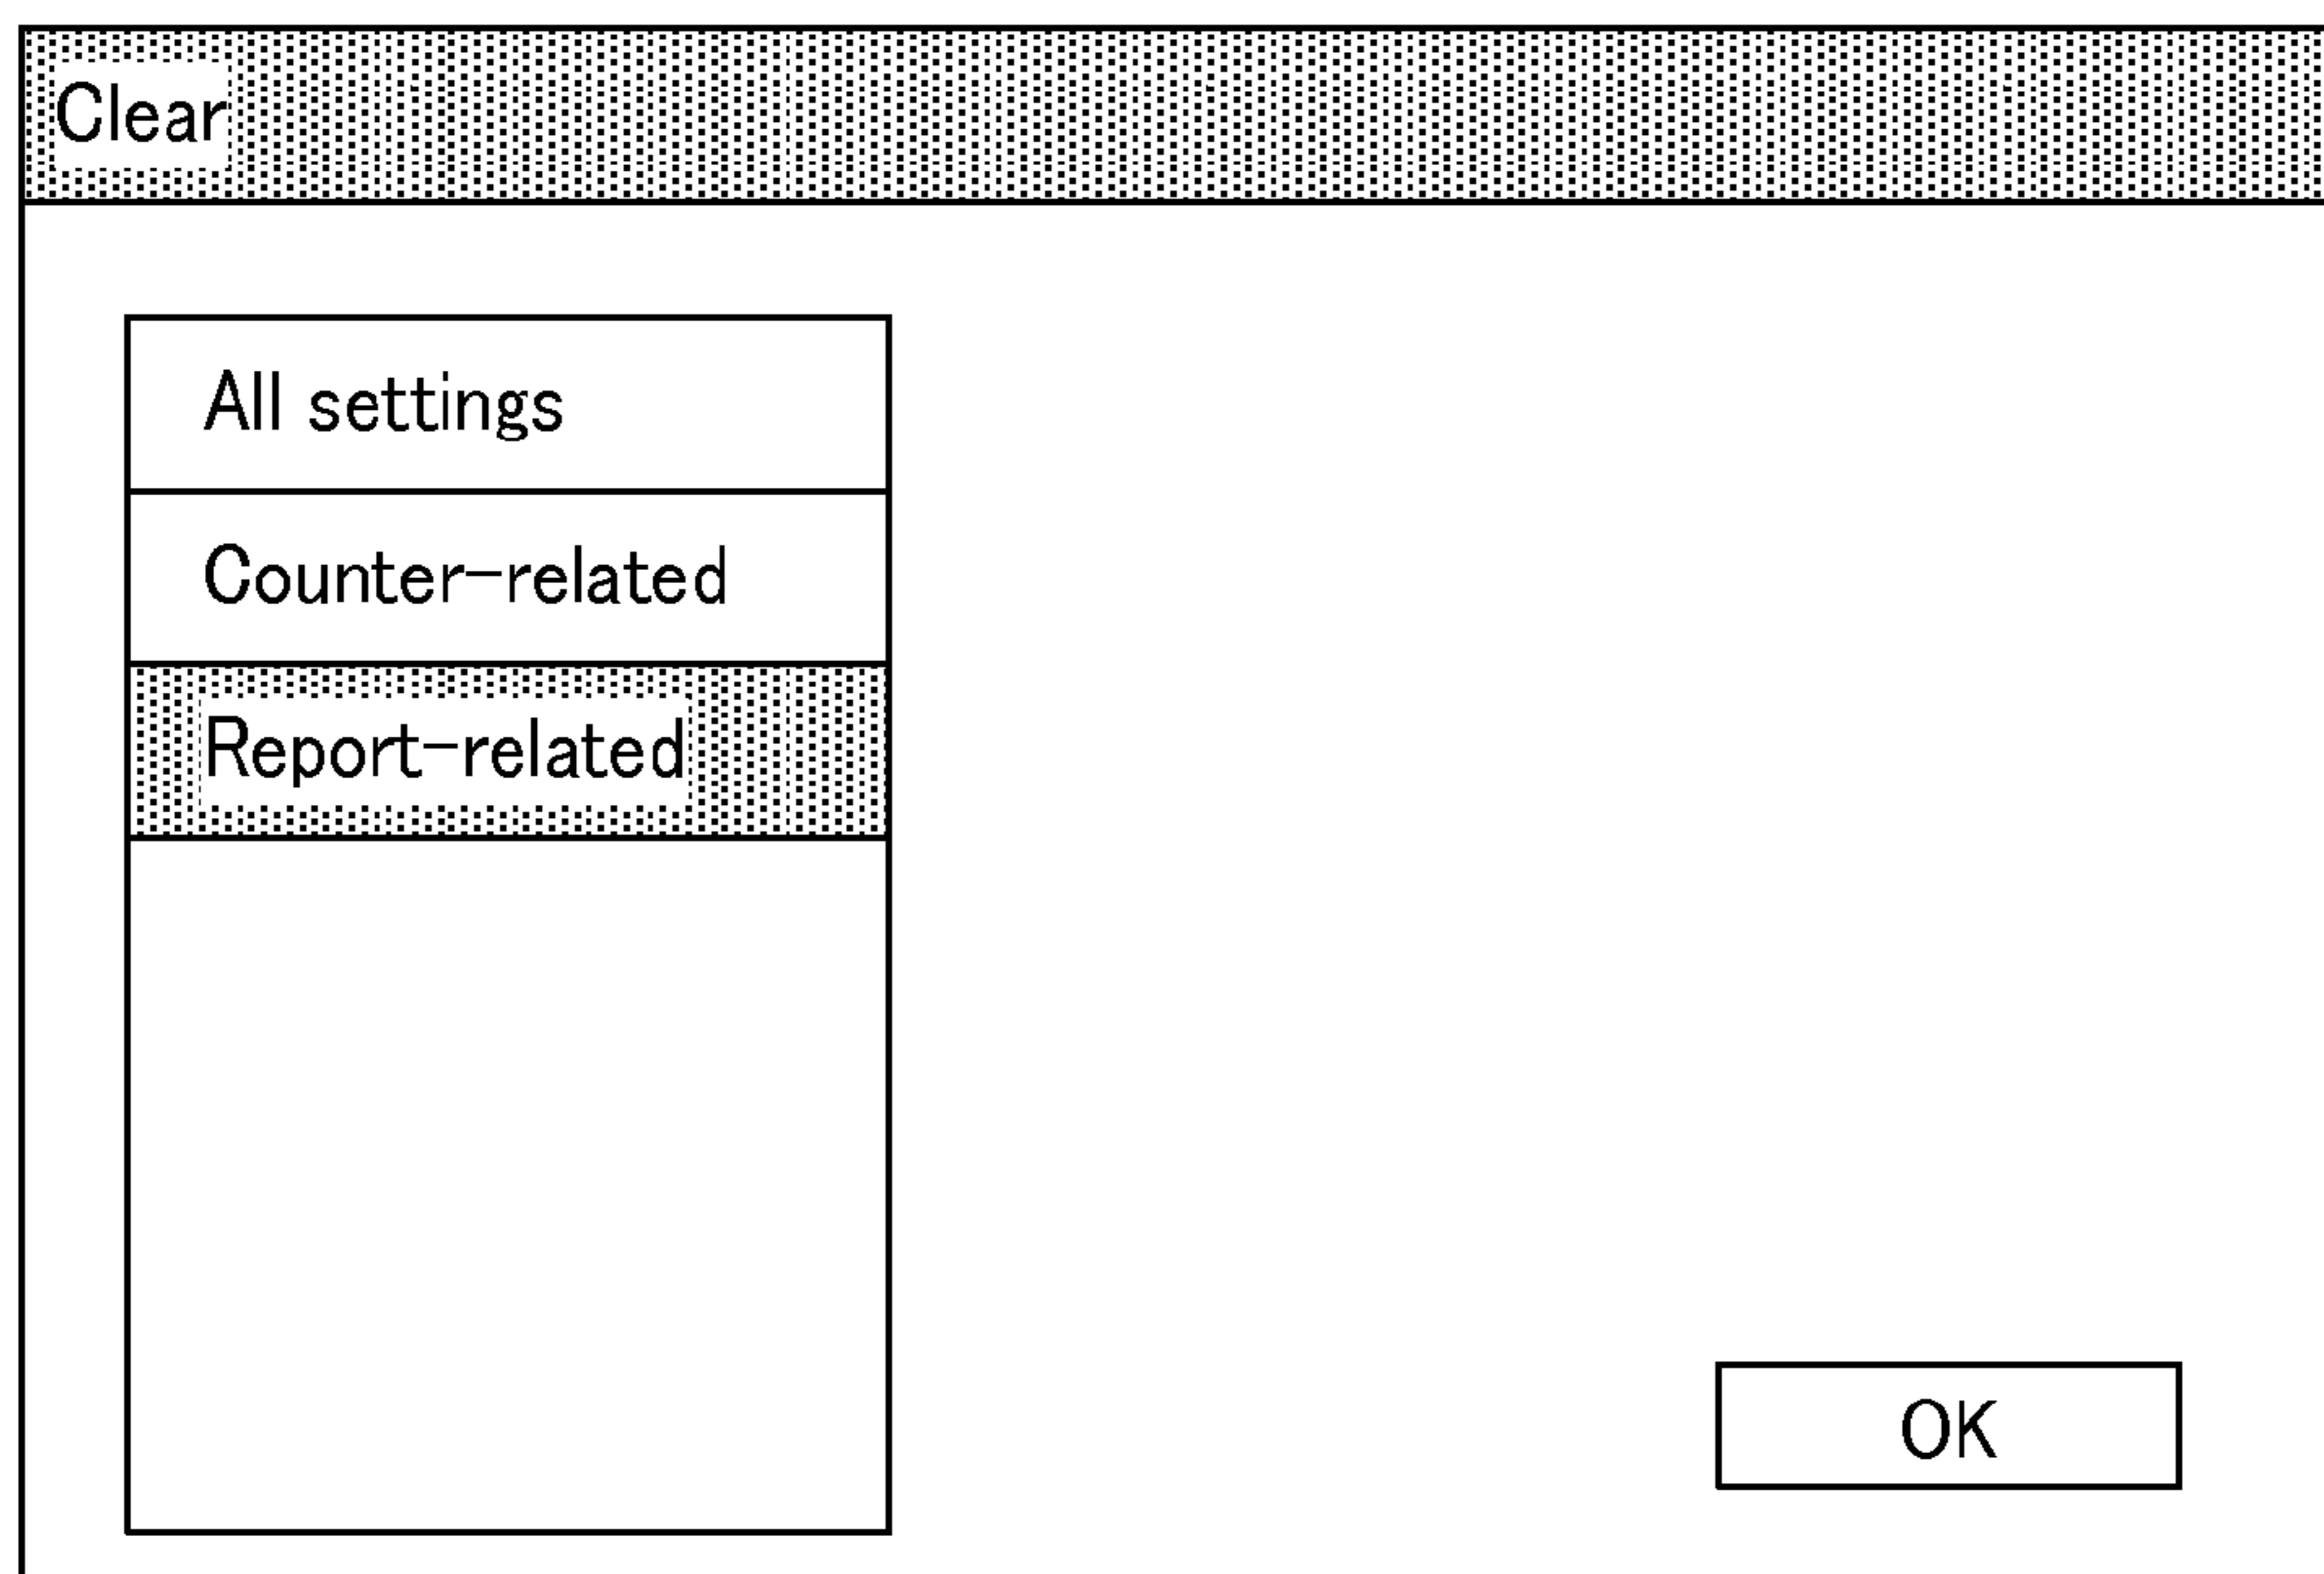 Clear
All settings
Counter-related
Report-related
OK